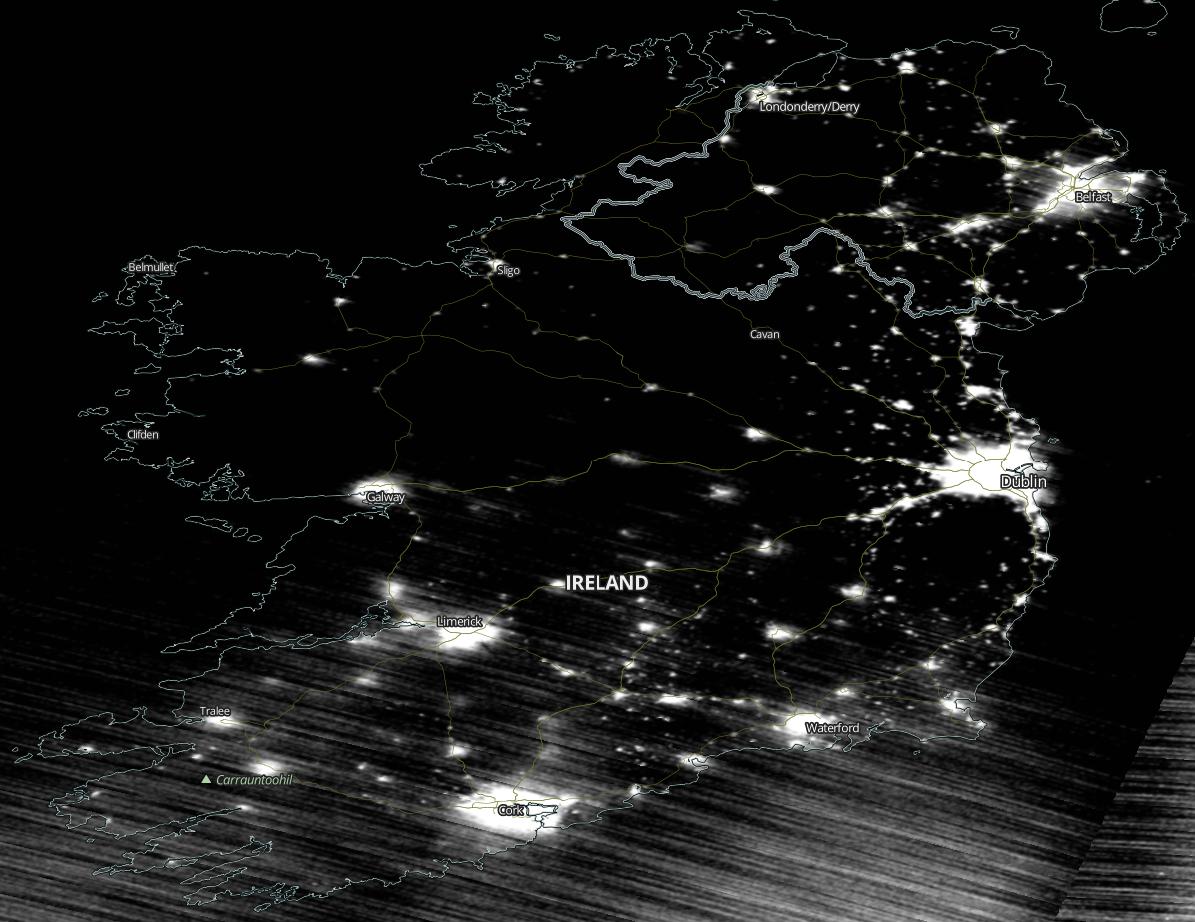 Londonderry/Derry
Belfast
Belmullet
Sligo
Cavan
Clifden
Dublin
Galway
IRELAND
Limerick
Tralee
Waterford
Carrauntoohil
Cork